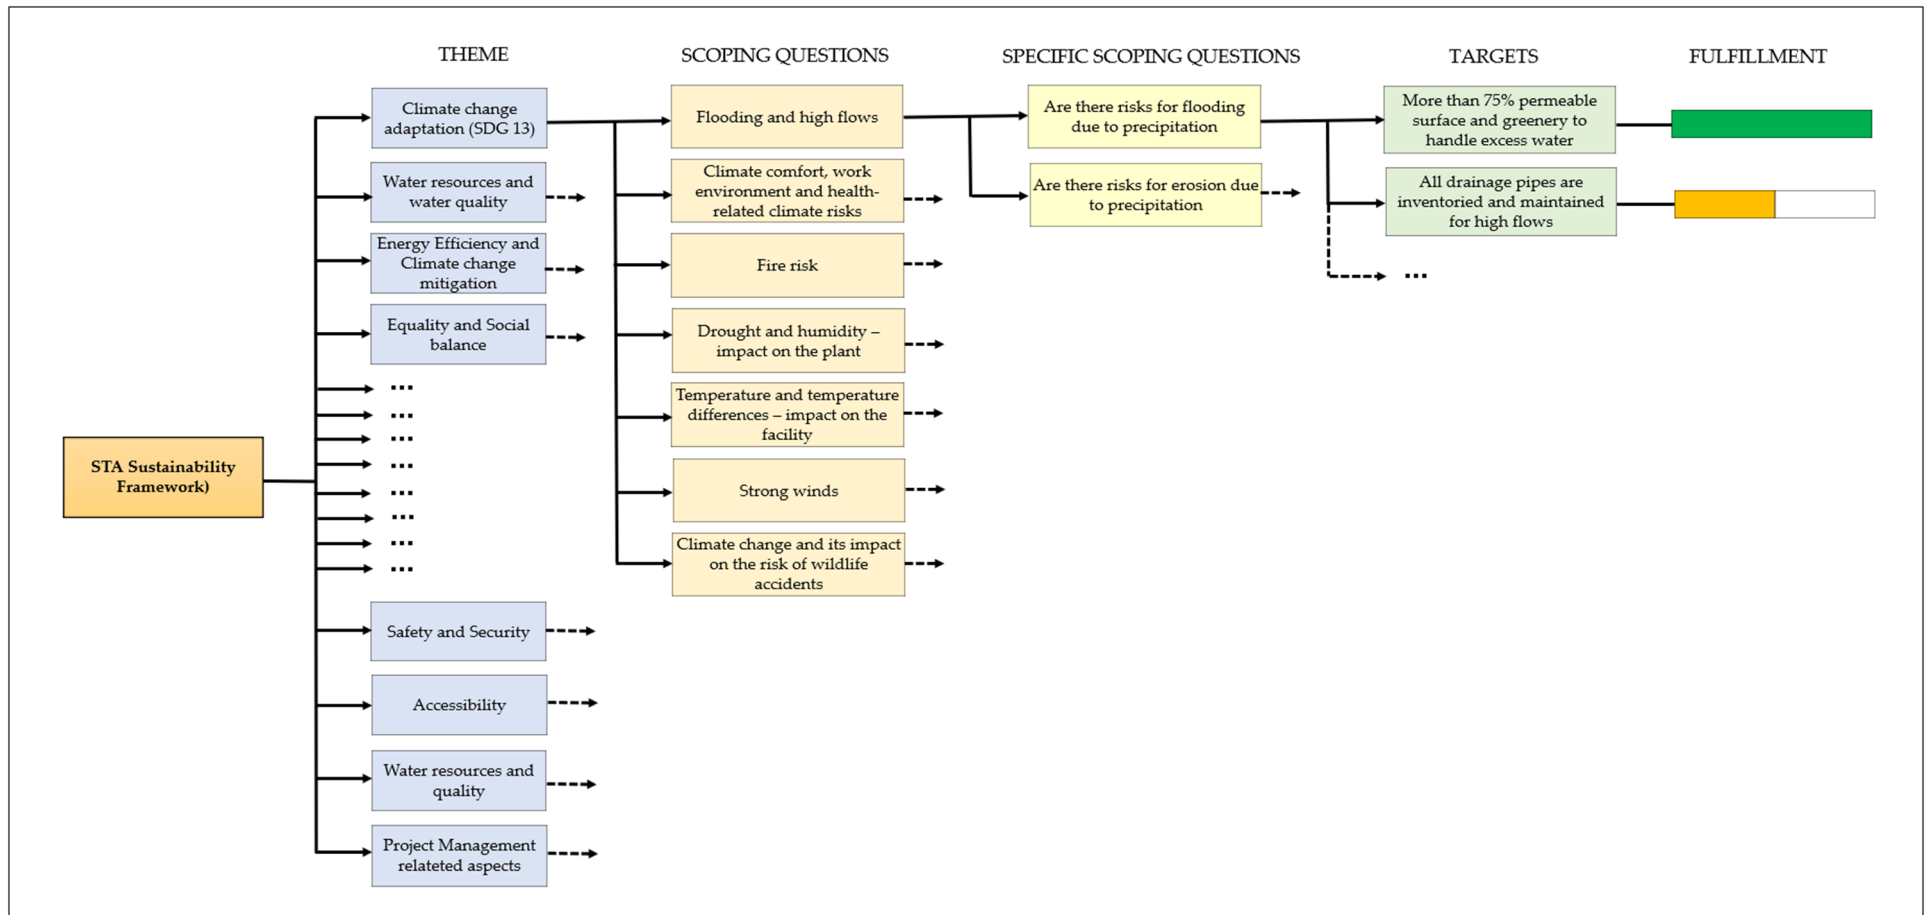 THEME
SCOPING QUESTIONS
SPECIFIC SCOPING QUESTIONS
TARGETS
FULFILLMENT
STA Sustainability
Framework)
Climate change
adaptation (SDG 13)
Water resources and
water quality
Energy Efficiency and
Climate change
mitigation
Equality and Social
balance
...
...
...
...
...
...
...
...
Safety and Security
Accessibility
Water resources and
quality
Project Management
relateted aspects
Flooding and high flows
Climate comfort, work
environment and health-
related climate risks
Fire risk
Drought and humidity –
impact on the plant
Temperature and temperature
differences – impact on the
facility
Strong winds
Climate change and its impact
on the risk of wildlife
accidents
Are there risks for flooding
due to precipitation
Are there risks for erosion due
to precipitation
More than 75% permeable
surface and greenery to
handle excess water
All drainage pipes are
inventoried and maintained
for high flows
...